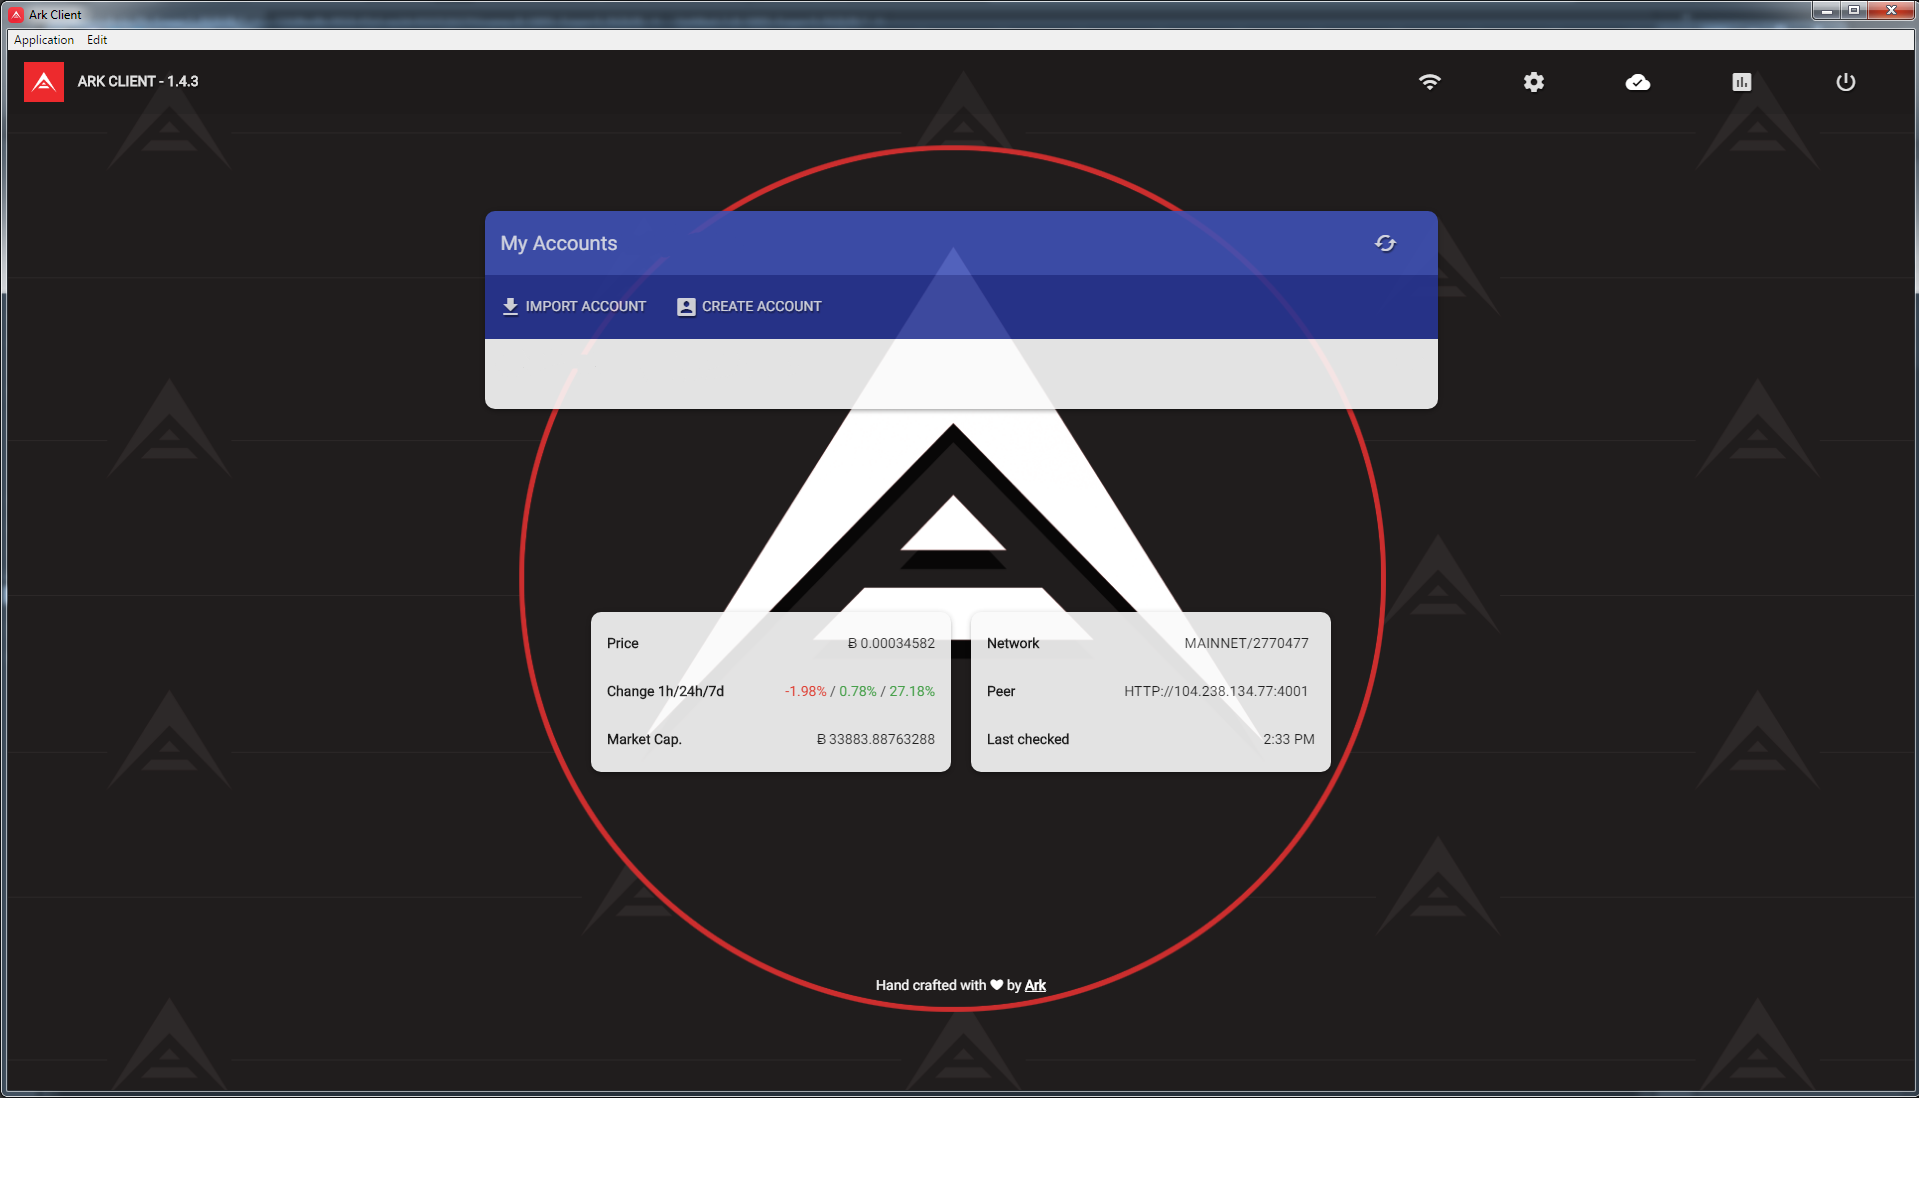 Ark Client
Application Edit
ARK CLIENT - 1.4.3
My Accounts
IMPORT ACCOUNT CREATE ACCOUNT
Price Ƀ 0.00034582
Change 1h/24h/7d -1.98% / 0.78% / 27.18%
Market Cap. Ƀ 33883.88763288
Network MAINNET/2770477
Peer HTTP://104.238.134.77:4001
Last checked 2:33 PM
Hand crafted with ♥ by Ark